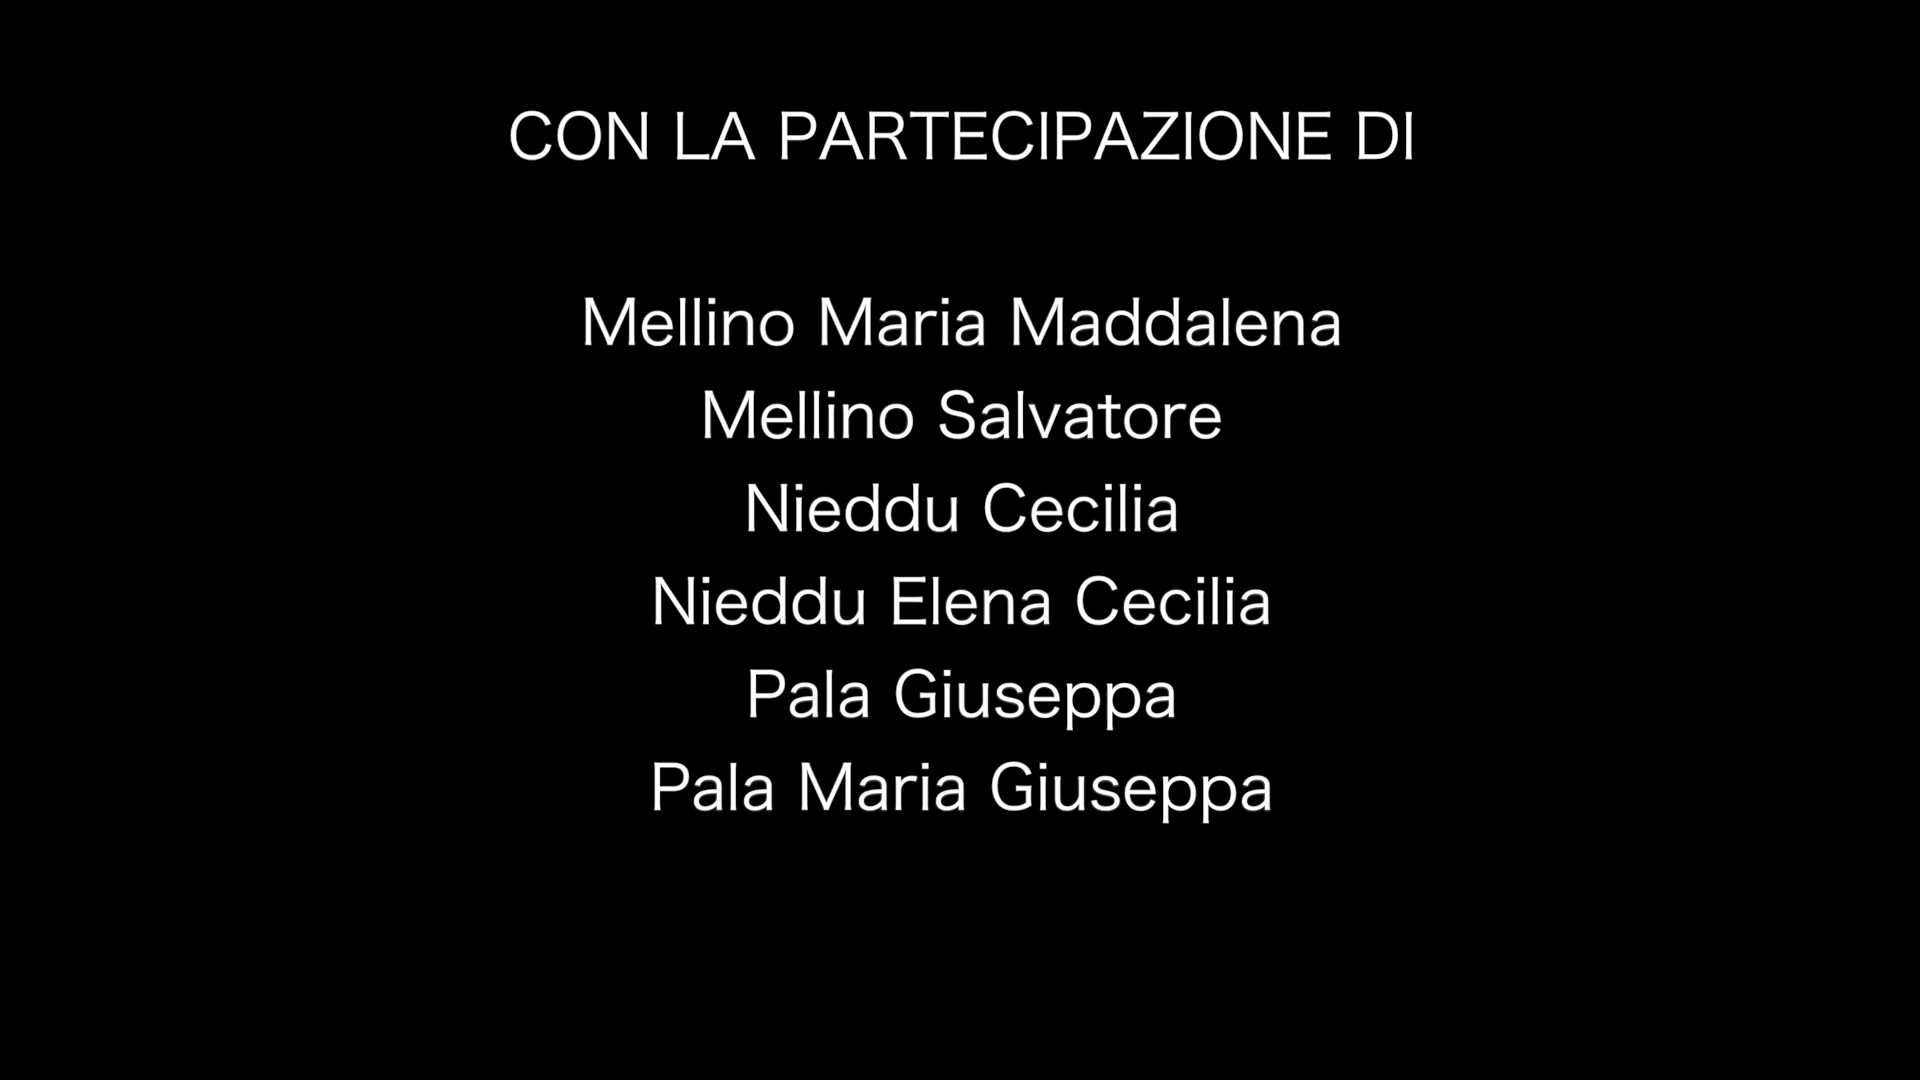 CON LA PARTECIPAZIONE DI
Mellino Maria Maddalena
Mellino Salvatore
Nieddu Cecilia
Nieddu Elena Cecilia
Pala Giuseppa
Pala Maria Giuseppa